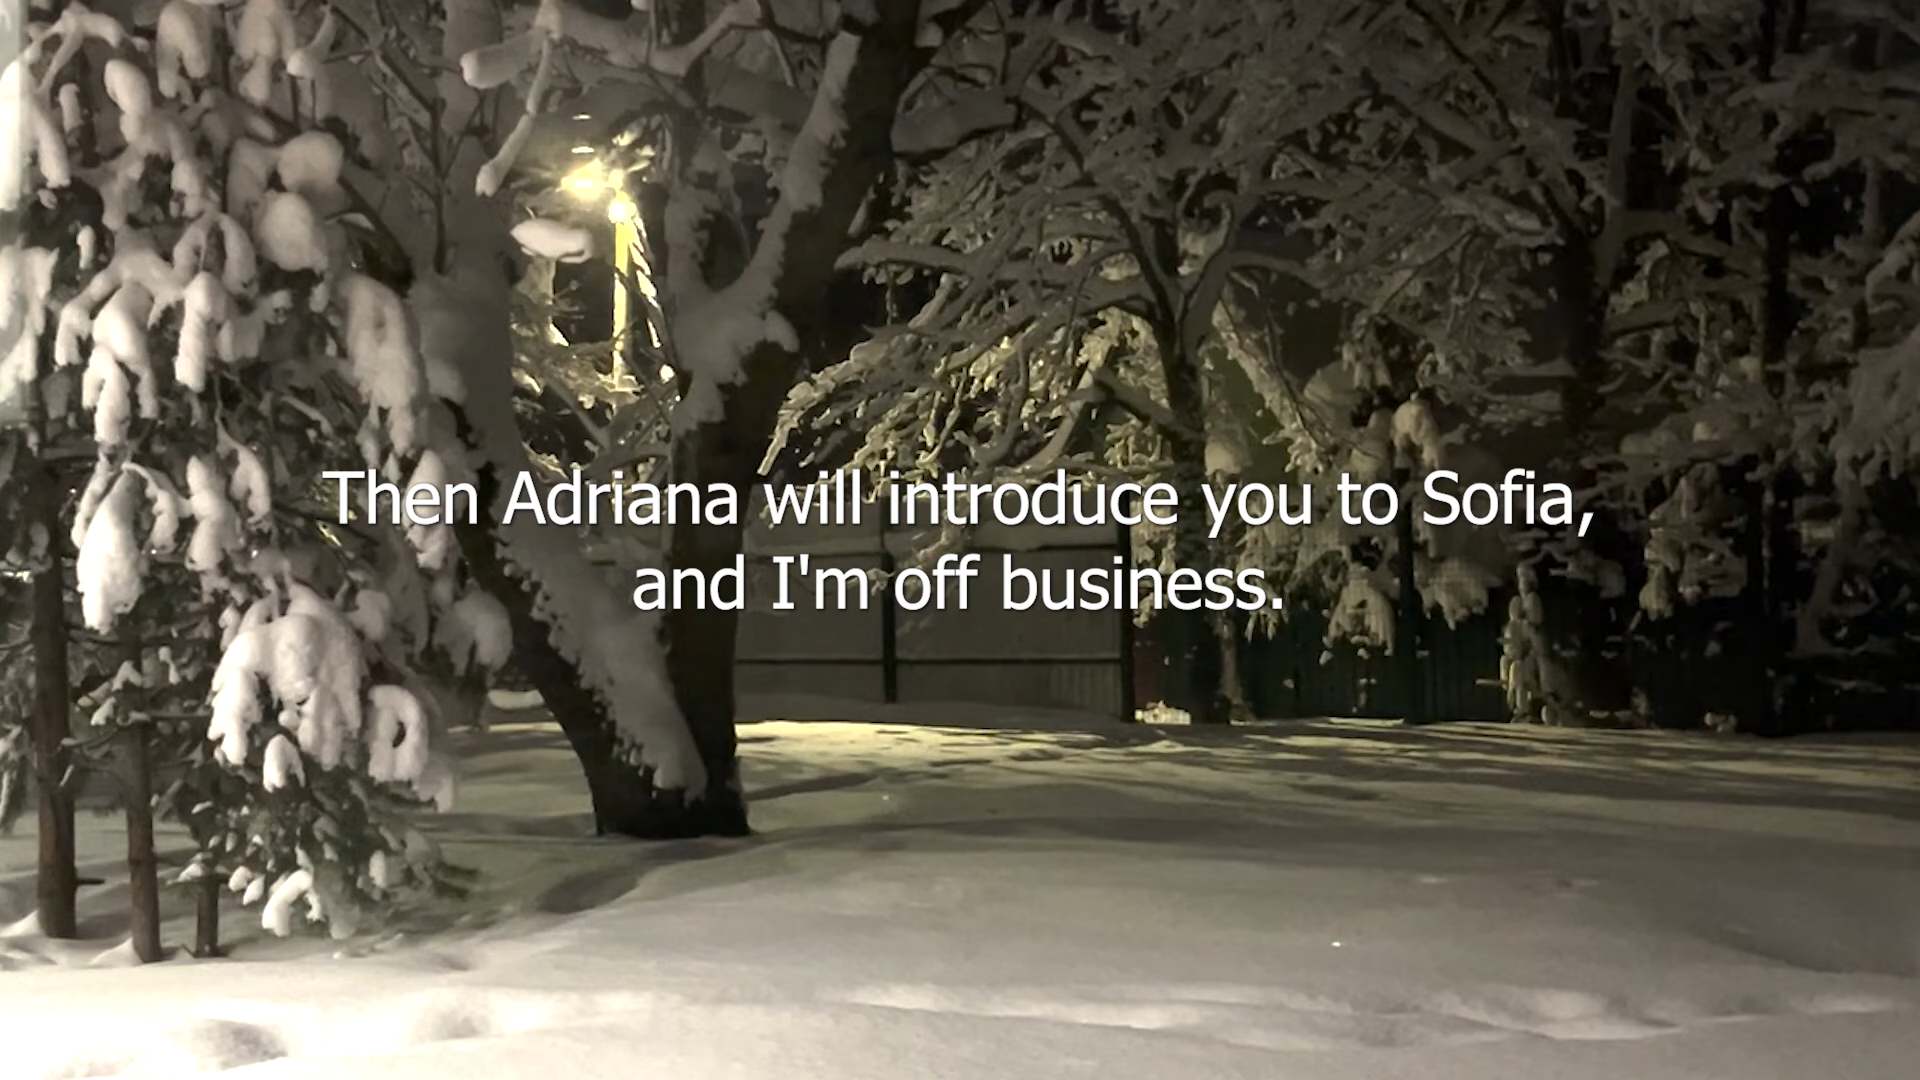 Then Adriana will introduce you to Sofia,
and I'm off business.